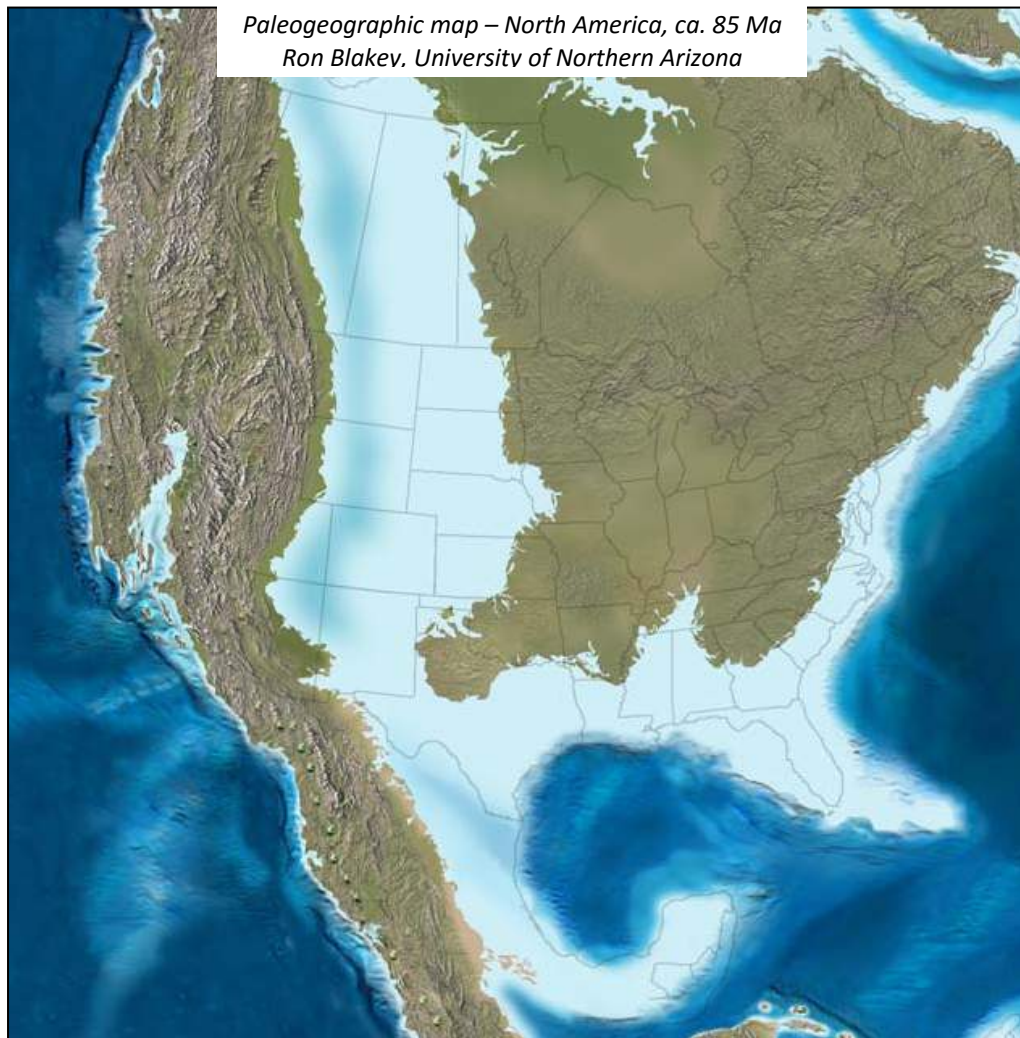 Paleogeographic map – North America, ca. 85 Ma
Ron Blakey, University of Northern Arizona